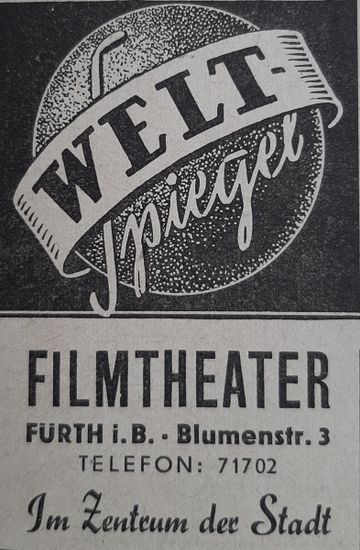 WELT-
Spiegel
FILMTHEATER
FÜRTH i.B. · Blumenstr. 3
TELEFON: 71702
Im Zentrum der Stadt